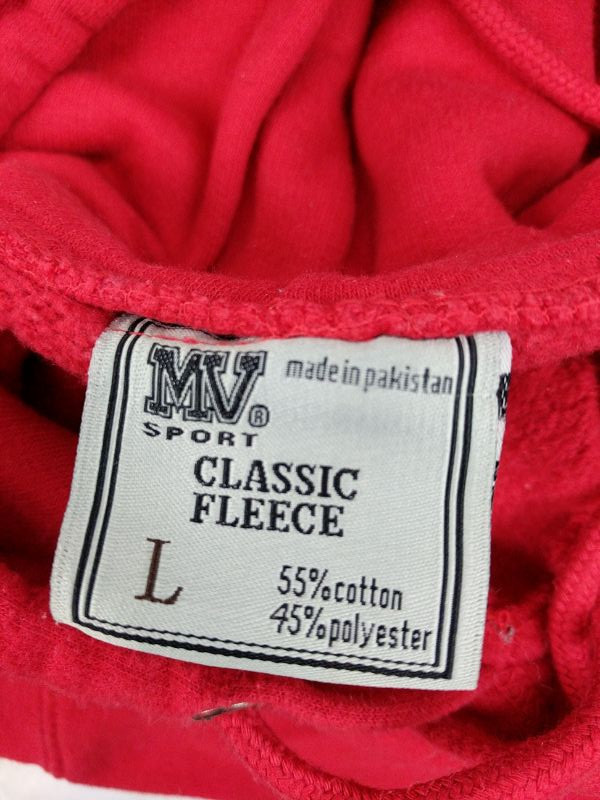 MV®
made in pakistan
SPORT
CLASSIC
FLEECE
L
55% cotton
45% polyester